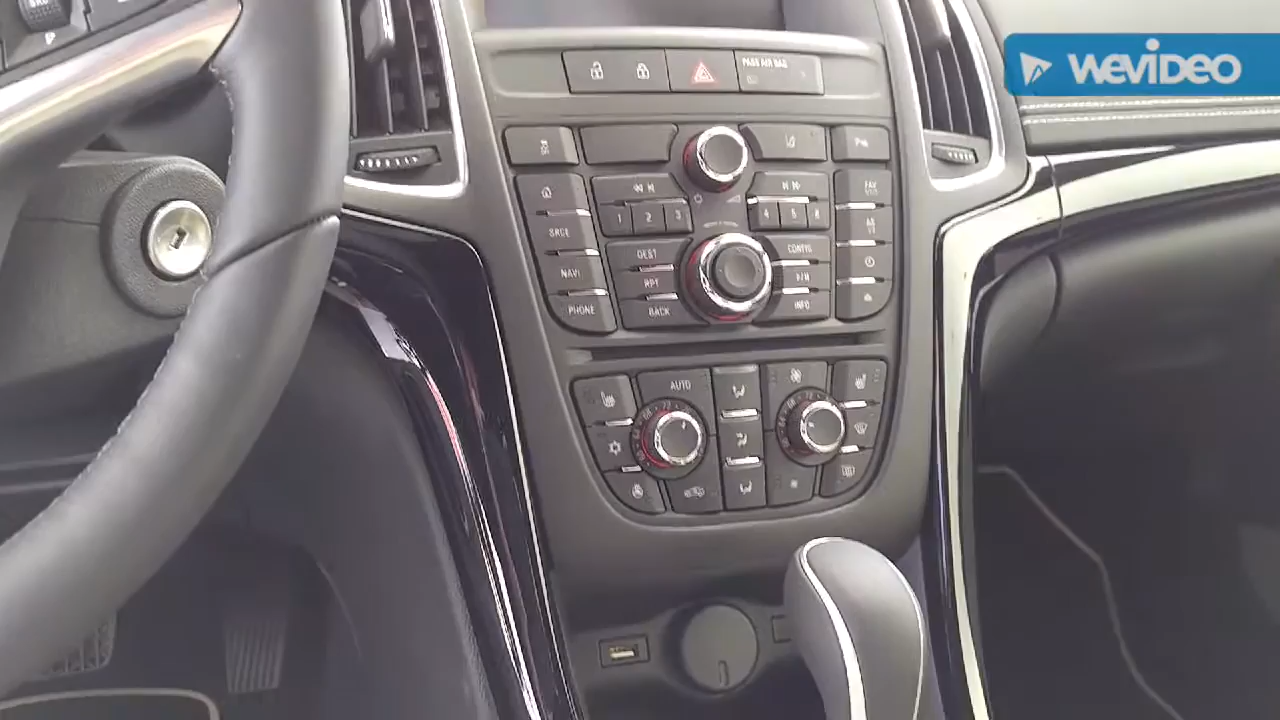 WEVIDEO
PASS AIR BAG
FAV
1 2 3
4 5 6
SRCE
DEST
CONFIG
NAVI
RPT
PHONE
BACK
INFO
AUTO